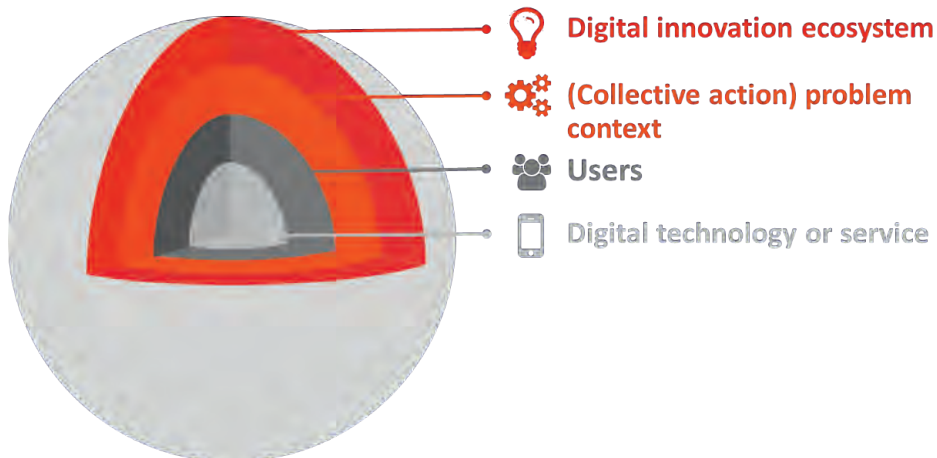 Digital innovation ecosystem
(Collective action) problem
context
Users
Digital technology or service